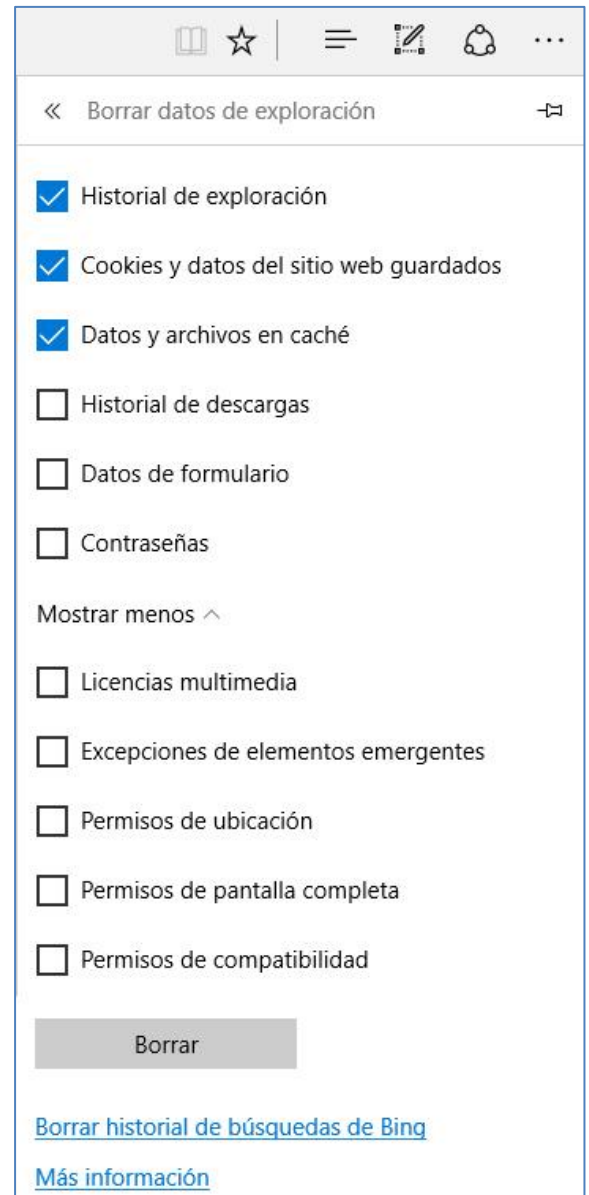 Borrar datos de exploración
Historial de exploración
Cookies y datos del sitio web guardados
Datos y archivos en caché
Historial de descargas
Datos de formulario
Contraseñas
Mostrar menos
Licencias multimedia
Excepciones de elementos emergentes
Permisos de ubicación
Permisos de pantalla completa
Permisos de compatibilidad
Borrar
Borrar historial de búsquedas de Bing
Más información